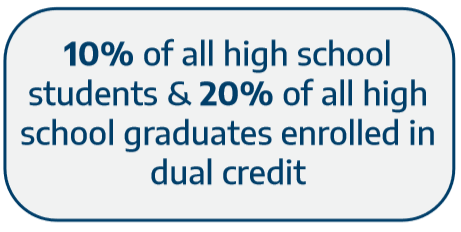 10% of all high school
students & 20% of all high
school graduates enrolled in
dual credit